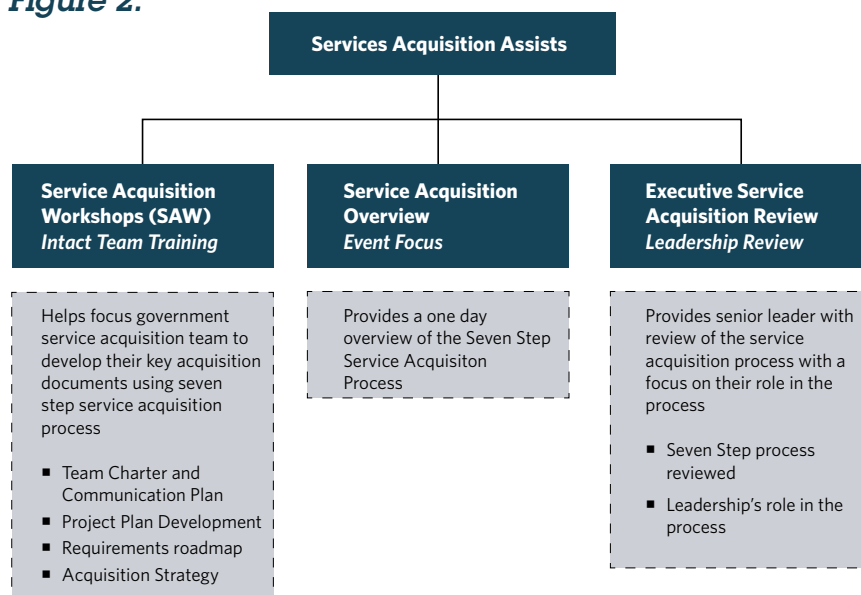 Figure 2.
Services Acquisition Assists
Service Acquisition
Workshops (SAW)
Intact Team Training
Helps focus government
service acquisition team to
develop their key acquisition
documents using seven
step service acquisition
process
■ Team Charter and
Communication Plan
■ Project Plan Development
■ Requirements roadmap
■ Acquisition Strategy
Service Acquisition
Overview
Event Focus
Provides a one day
overview of the Seven Step
Service Acquisiton
Process
Executive Service
Acquisition Review
Leadership Review
Provides senior leader with
review of the service
acquisition process with a
focus on their role in the
process
■ Seven Step process
reviewed
■ Leadership's role in the
process